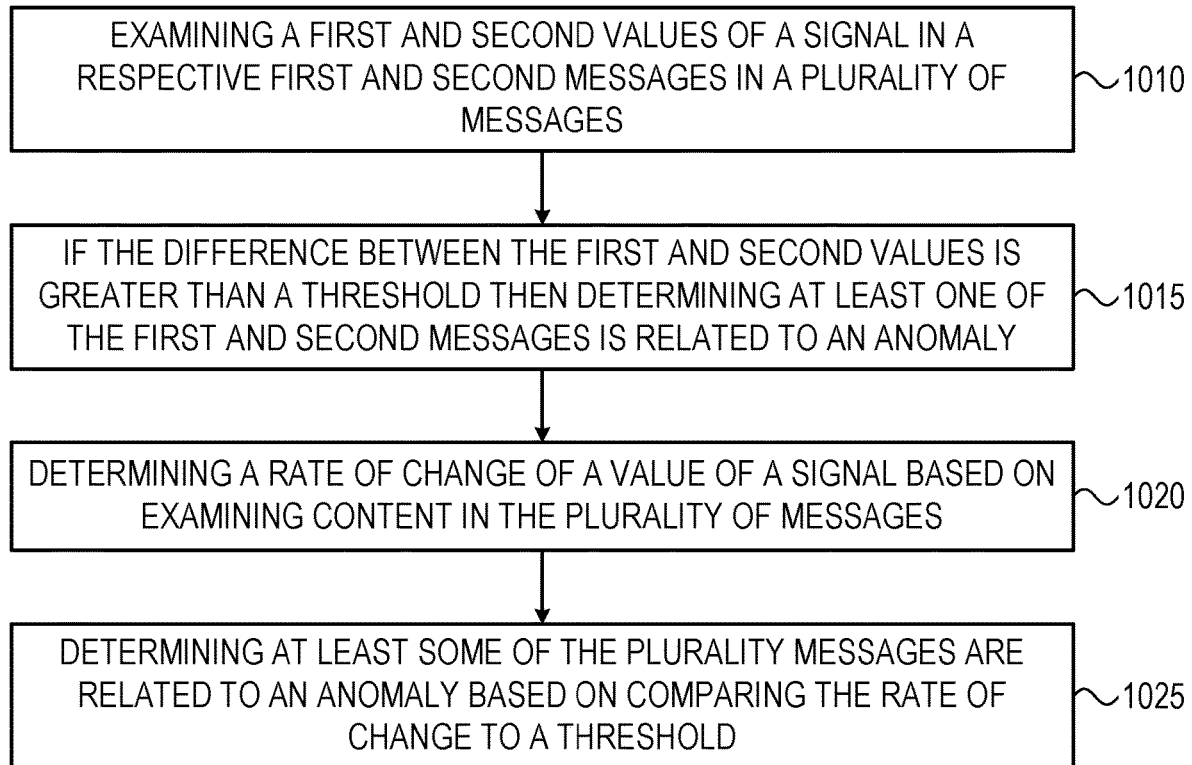 EXAMINING A FIRST AND SECOND VALUES OF A SIGNAL IN A
RESPECTIVE FIRST AND SECOND MESSAGES IN A PLURALITY OF
MESSAGES
1010
IF THE DIFFERENCE BETWEEN THE FIRST AND SECOND VALUES IS
GREATER THAN A THRESHOLD THEN DETERMINING AT LEAST ONE OF
THE FIRST AND SECOND MESSAGES IS RELATED TO AN ANOMALY
1015
DETERMINING A RATE OF CHANGE OF A VALUE OF A SIGNAL BASED ON
EXAMINING CONTENT IN THE PLURALITY OF MESSAGES
1020
DETERMINING AT LEAST SOME OF THE PLURALITY MESSAGES ARE
RELATED TO AN ANOMALY BASED ON COMPARING THE RATE OF
CHANGE TO A THRESHOLD
1025